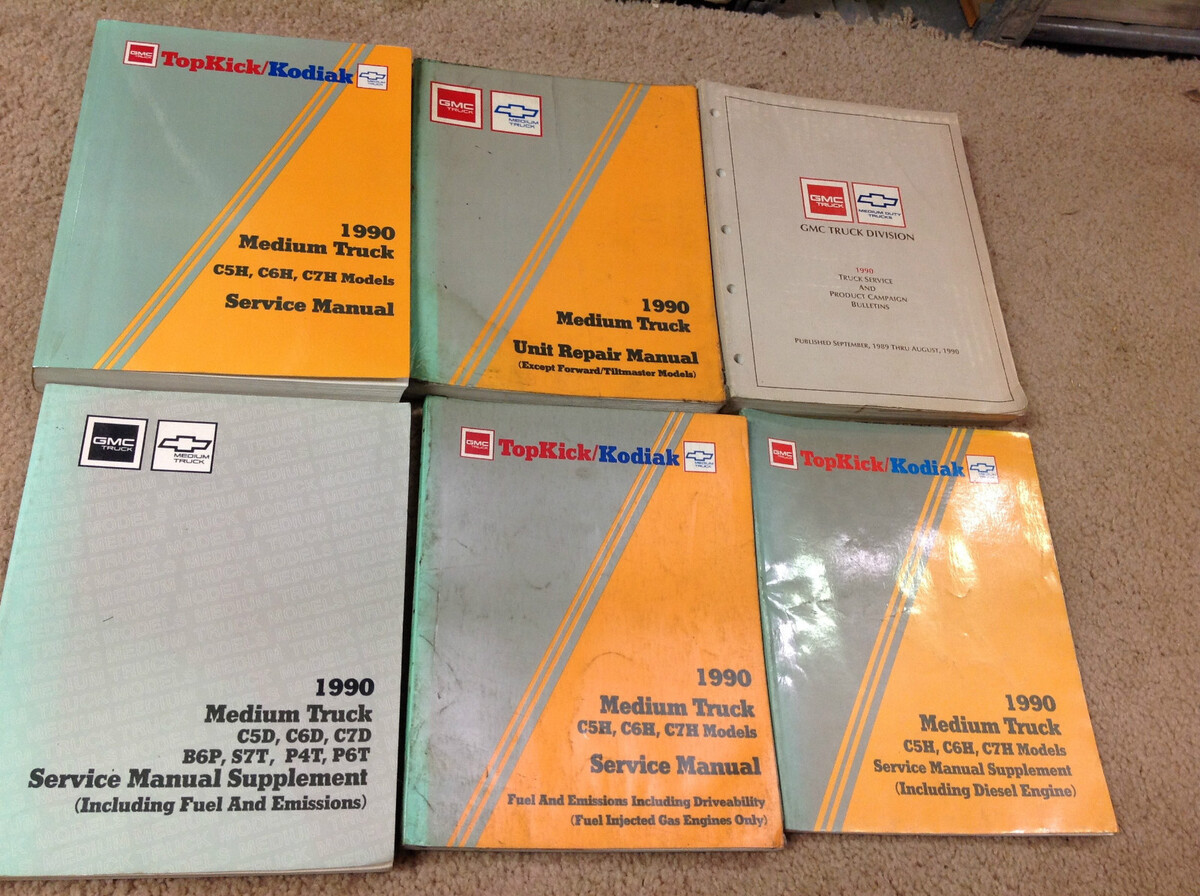 GMC
TRUCK
TopKick/Kodiak
MEDIUM
TRUCK
1990
Medium Truck
C5H, C6H, C7H Models
Service Manual
GMC
TRUCK
MEDIUM
TRUCK
1990
Medium Truck
Unit Repair Manual
(Except Forward/Tiltmaster Models)
GMC
TRUCK
MEDIUM DUTY
TRUCKS
GMC TRUCK DIVISION
1990
TRUCK SERVICE
AND
PRODUCT CAMPAIGN
BULLETINS
PUBLISHED SEPTEMBER, 1989 THRU AUGUST, 1990
GMC
TRUCK
MEDIUM
TRUCK
1990
Medium Truck
C5D, C6D, C7D
B6P, S7T, P4T, P6T
Service Manual Supplement
(Including Fuel And Emissions)
GMC
TRUCK
TopKick/Kodiak
MEDIUM
TRUCK
1990
Medium Truck
C5H, C6H, C7H Models
Service Manual
Fuel And Emissions Including Driveability
(Fuel Injected Gas Engines Only)
GMC
TRUCK
TopKick/Kodiak
1990
Medium Truck
C5H, C6H, C7H Models
Service Manual Supplement
(Including Diesel Engine)